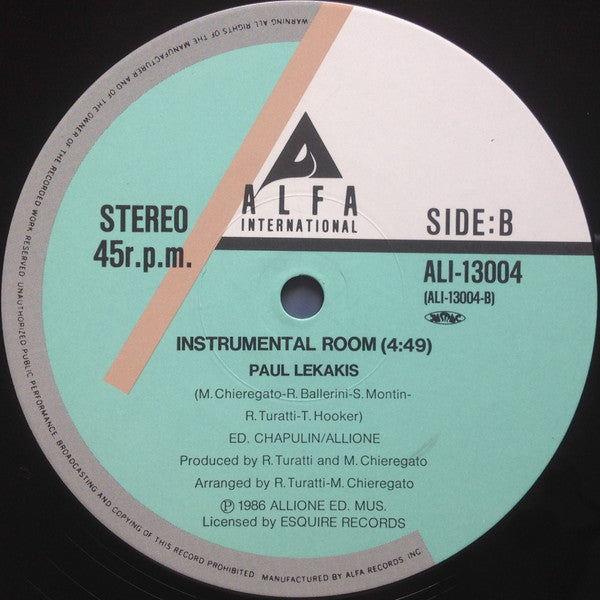 WARNING: ALL RIGHTS OF THE MANUFACTURER AND OF THE OWNER OF THE RECORDED WORK RESERVED. UNAUTHORIZED PUBLIC PERFORMANCE BROADCASTING AND COPYING OF THIS RECORD PROHIBITED MANUFACTURED BY ALFA RECORDS, INC.
ALFA
INTERNATIONAL
STEREO
45r.p.m.
SIDE:B
ALI-13004
(ALI-13004-B)
JASRAC
INSTRUMENTAL ROOM (4:49)
PAUL LEKAKIS
(M. Chieregato-R. Ballerini-S. Montin-
R. Turatti-T. Hooker)
ED. CHAPULIN/ALLIONE
Produced by R. Turatti and M. Chieregato
Arranged by R. Turatti-M. Chieregato
Ⓟ 1986 ALLIONE ED. MUS.
Licensed by ESQUIRE RECORDS